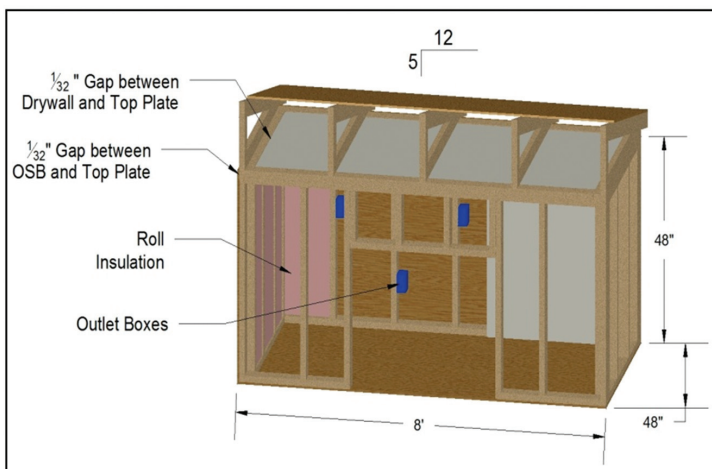 12
5
1/32 " Gap between
Drywall and Top Plate
1/32" Gap between
OSB and Top Plate
48"
Roll
Insulation
Outlet Boxes
8'
48"